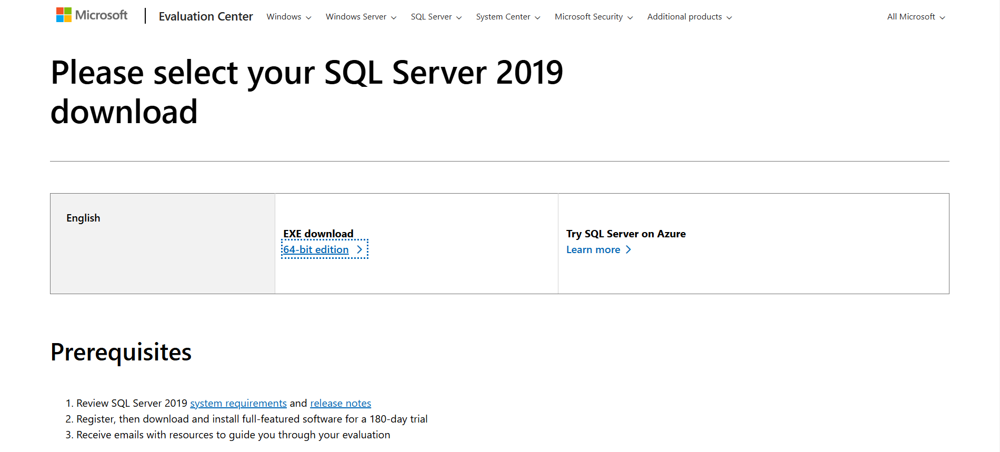 Microsoft | Evaluation Center Windows Windows Server SQL Server System Center Microsoft Security Additional products All Microsoft
Please select your SQL Server 2019
download
English
EXE download
64-bit edition
Try SQL Server on Azure
Learn more
Prerequisites
1. Review SQL Server 2019 system requirements and release notes
2. Register, then download and install full-featured software for a 180-day trial
3. Receive emails with resources to guide you through your evaluation